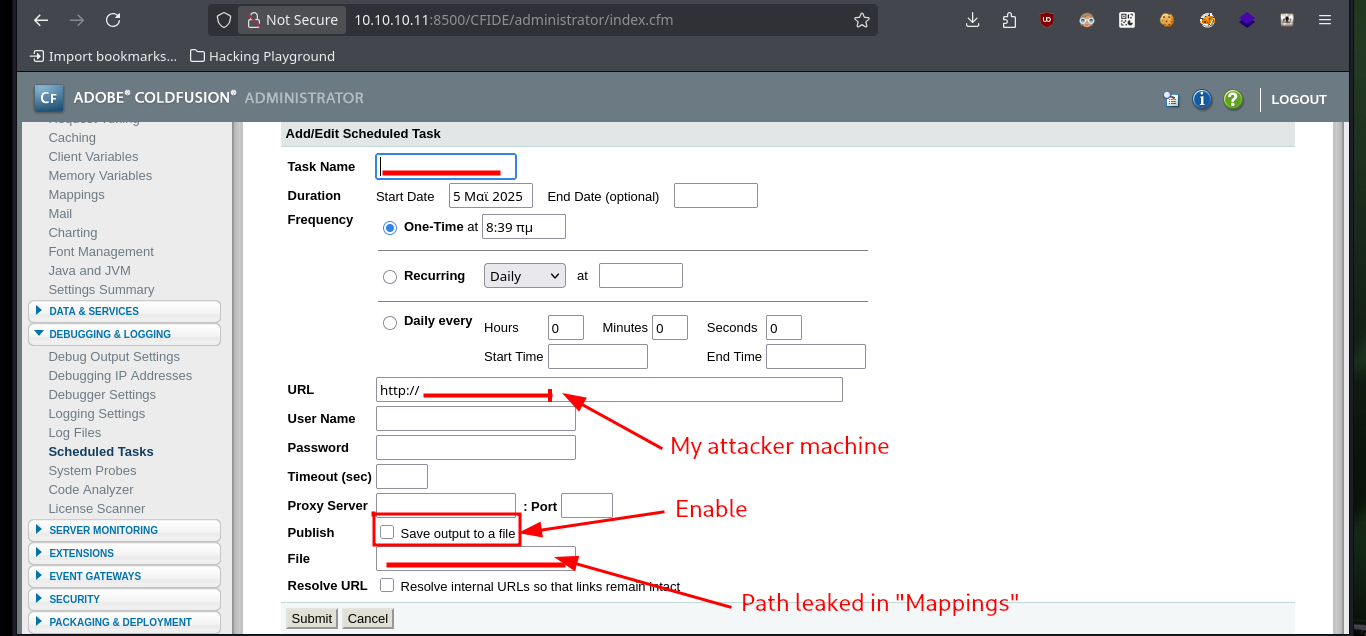 Not Secure 10.10.10.11:8500/CFIDE/administrator/index.cfm
Import bookmarks... Hacking Playground
CF ADOBE® COLDFUSION® ADMINISTRATOR LOGOUT
Caching
Client Variables
Memory Variables
Mappings
Mail
Charting
Font Management
Java and JVM
Settings Summary
DATA & SERVICES
DEBUGGING & LOGGING
Debug Output Settings
Debugging IP Addresses
Debugger Settings
Logging Settings
Log Files
Scheduled Tasks
System Probes
Code Analyzer
License Scanner
SERVER MONITORING
EXTENSIONS
EVENT GATEWAYS
SECURITY
PACKAGING & DEPLOYMENT
Add/Edit Scheduled Task
Task Name
Duration Start Date 5 Μαϊ 2025 End Date (optional)
Frequency
One-Time at 8:39 πμ
Recurring Daily at
Daily every Hours 0 Minutes 0 Seconds 0
Start Time End Time
URL http://
User Name
My attacker machine
Password
Timeout (sec)
Proxy Server : Port
Enable
Publish Save output to a file
File
Resolve URL Resolve internal URLs so that links remain intact
Path leaked in "Mappings"
Submit Cancel